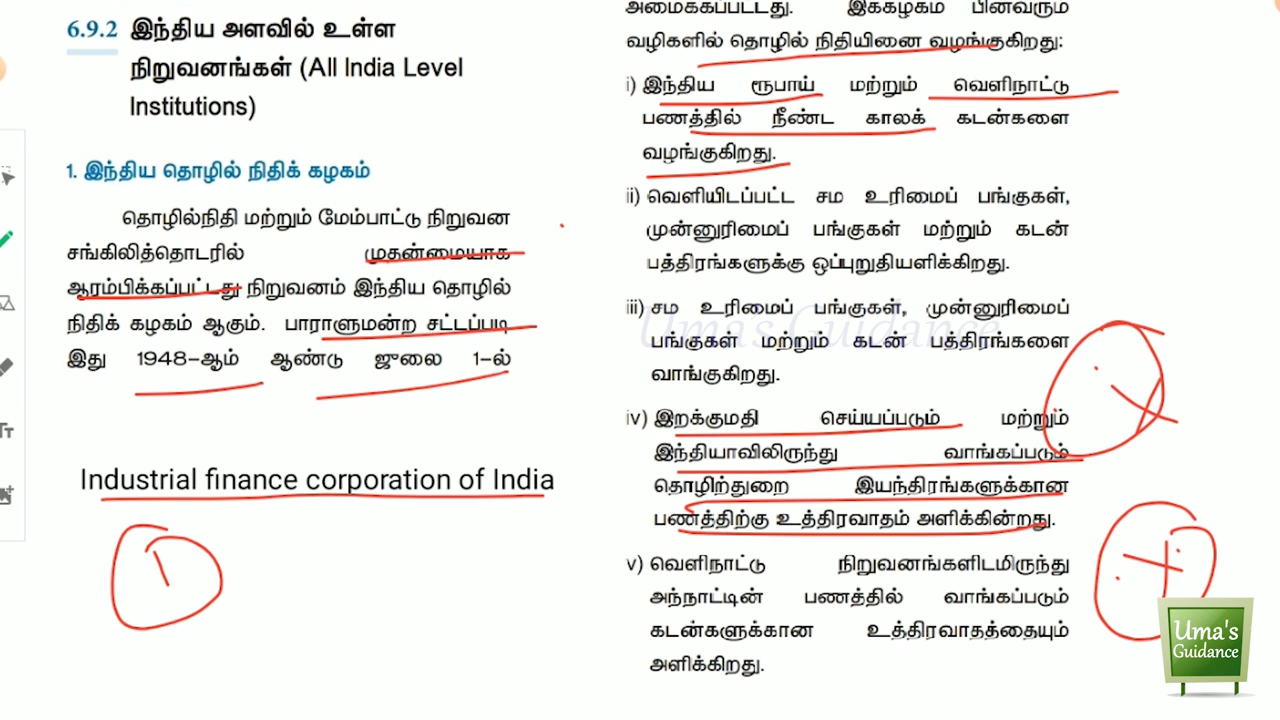 6.9.2 இந்திய அளவில் உள்ள
நிறுவனங்கள் (All India Level
Institutions)
1. இந்திய தொழில் நிதிக் கழகம்
தொழில்நிதி மற்றும் மேம்பாட்டு நிறுவன
சங்கிலித்தொடரில் முதன்மையாக
ஆரம்பிக்கப்பட்டது நிறுவனம் இந்திய தொழில்
நிதிக் கழகம் ஆகும். பாராளுமன்ற சட்டப்படி
இது 1948-ஆம் ஆண்டு ஜுலை 1-ல்
Industrial finance corporation of India
அமைக்கப்பட்டது. இக்கழகம் பின்வரும்
வழிகளில் தொழில் நிதியினை வழங்குகிறது:
i) இந்திய ரூபாய் மற்றும் வெளிநாட்டு
பணத்தில் நீண்ட காலக் கடன்களை
வழங்குகிறது.
ii) வெளியிடப்பட்ட சம உரிமைப் பங்குகள்,
முன்னுரிமைப் பங்குகள் மற்றும் கடன்
பத்திரங்களுக்கு ஒப்புறுதியளிக்கிறது.
iii) சம உரிமைப் பங்குகள், முன்னுரிமைப்
பங்குகள் மற்றும் கடன் பத்திரங்களை
வாங்குகிறது.
iv) இறக்குமதி செய்யப்படும் மற்றும்
இந்தியாவிலிருந்து வாங்கப்படும்
தொழிற்துறை இயந்திரங்களுக்கான
பணத்திற்கு உத்திரவாதம் அளிக்கின்றது.
v) வெளிநாட்டு நிறுவனங்களிடமிருந்து
அந்நாட்டின் பணத்தில் வாங்கப்படும்
கடன்களுக்கான உத்திரவாதத்தையும்
அளிக்கிறது.
Uma's Guidance
Uma's
Guidance